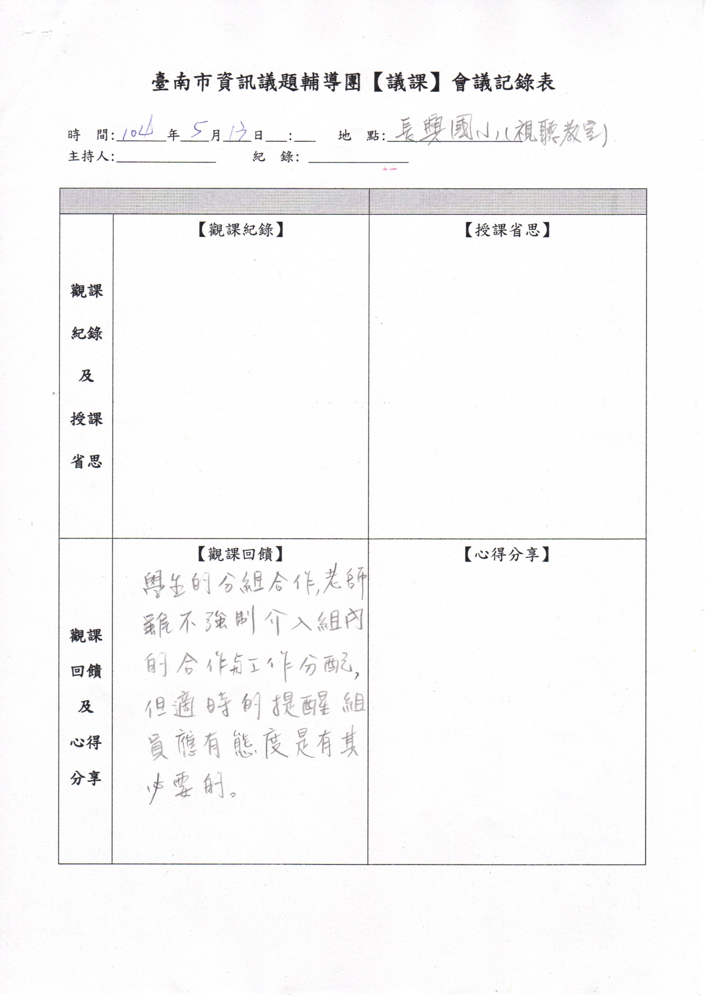 臺南市資訊議題輔導團【議課】會議記錄表
時　間:104年5月13日___:___　地　點:長興國小(視聽教室)
主持人:　紀　錄:
【觀課紀錄】
【授課省思】
觀課
紀錄
及
授課
省思
【觀課回饋】
【心得分享】
學生的分組合作,老師
雖不強制介入組內
的合作与工作分配,
但適時的提醒組
員應有態度是有其
必要的。
觀課
回饋
及
心得
分享